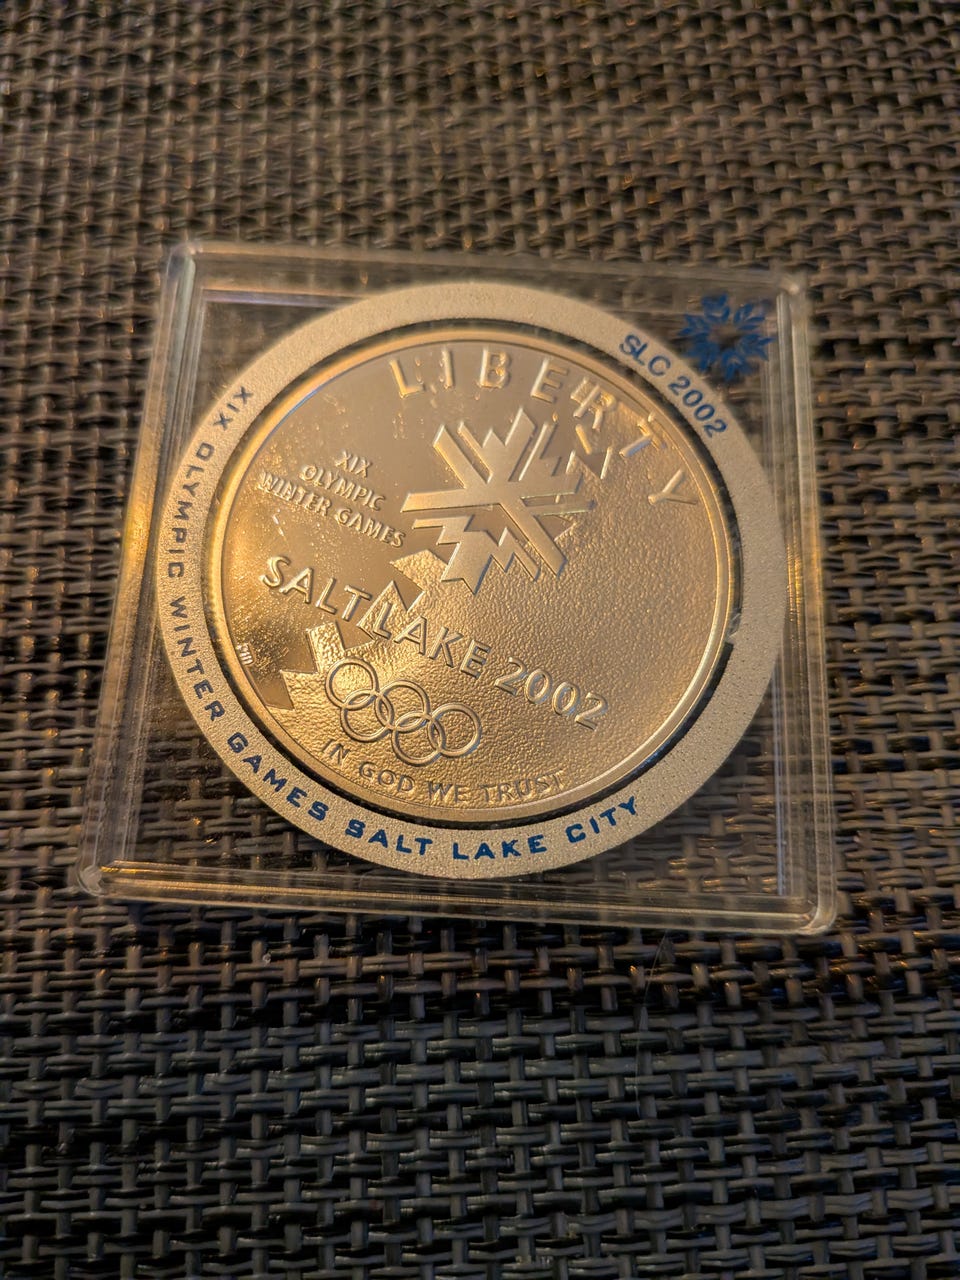 SLC 2002
XIX OLYMPIC WINTER GAMES SALT LAKE CITY
LIBERTY
XIX
OLYMPIC
WINTER GAMES
SALT LAKE 2002
IN GOD WE TRUST